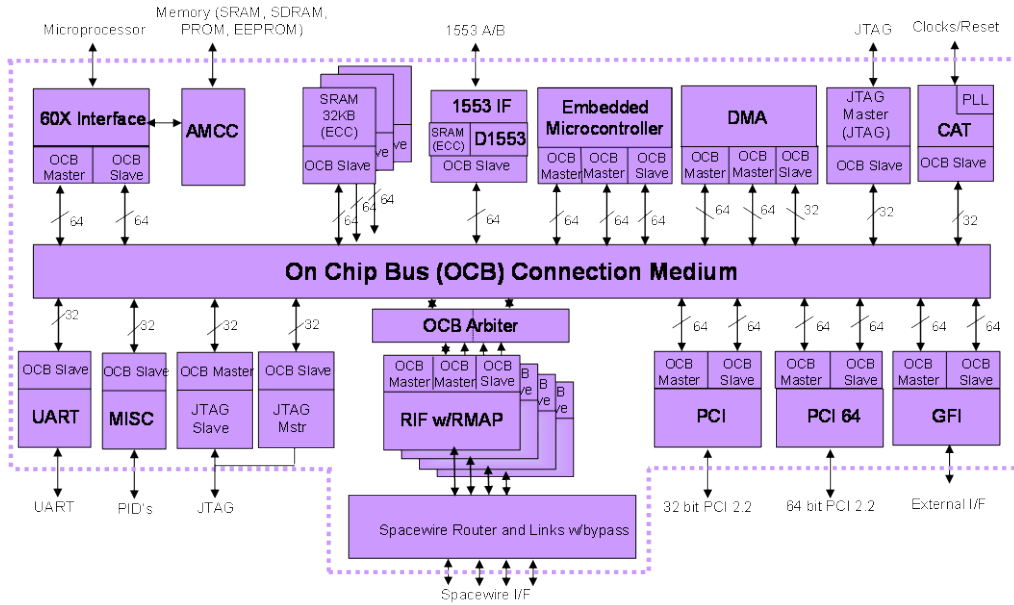 Microprocessor
Memory (SRAM, SDRAM,
PROM, EEPROM)
1553 A/B
JTAG
Clocks/Reset
60X Interface
OCB
Master
OCB
Slave
AMCC
SRAM
32KB
(ECC)
OCB Slave
ave
ave
1553 IF
SRAM
(ECC)
D1553
OCB Slave
Embedded
Microcontroller
OCB
Master
OCB
Master
OCB
Slave
DMA
OCB
Master
OCB
Master
OCB
Slave
JTAG
Master
(JTAG)
OCB Slave
PLL
CAT
OCB Slave
64
64
64
64
64
64
64
64
64
64
64
32
32
32
On Chip Bus (OCB) Connection Medium
32
32
32
32
64
64
64
64
64
64
OCB Arbiter
OCB Slave
UART
OCB Slave
MISC
OCB Master
JTAG
Slave
OCB Slave
JTAG
Mstr
OCB
Master
OCB
Master
OCB
Slave
RIF w/RMAP
B
ave
B
ave
B
ave
OCB
Master
OCB
Slave
PCI
OCB
Master
OCB
Slave
PCI 64
OCB
Master
OCB
Slave
GFI
UART
PID's
JTAG
32 bit PCI 2.2
64 bit PCI 2.2
External I/F
Spacewire Router and Links w/bypass
Spacewire I/F